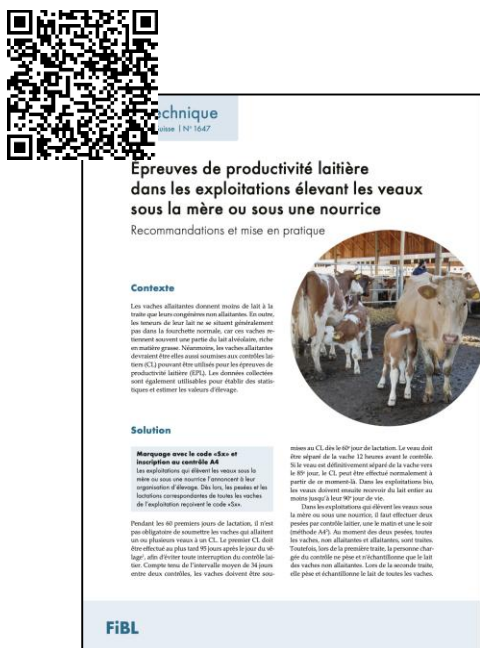 chnique
uisse | N° 1647
Épreuves de productivité laitière
dans les exploitations élevant les veaux
sous la mère ou sous une nourrice
Recommandations et mise en pratique
Contexte
Les vaches allaitantes donnent moins de lait à la
traite que leurs congénères non allaitantes. En outre,
les teneurs de leur lait ne se situent généralement
pas dans la fourchette normale, car ces vaches re-
tiennent souvent une partie du lait alvéolaire, riche
en matière grasse. Néanmoins, les vaches allaitantes
devraient être elles aussi soumises aux contrôles lai-
tiers (CL) pouvant être utilisés pour les épreuves de
productivité laitière (EPL). Les données collectées
sont également utilisables pour établir des statis-
tiques et estimer les valeurs d'élevage.
Solution
Marquage avec le code «Sx» et
inscription au contrôle A4
Les exploitations qui élèvent les veaux sous la
mère ou sous une nourrice l'annoncent à leur
organisation d'élevage. Dès lors, les pesées et les
lactations correspondantes de toutes les vaches
de l'exploitation reçoivent le code «Sx».
Pendant les 60 premiers jours de lactation, il n'est
pas obligatoire de soumettre les vaches qui allaitent
un ou plusieurs veaux à un CL. Le premier CL doit
être effectué au plus tard 95 jours après le jour du vê-
lage¹, afin d'éviter toute interruption du contrôle lai-
tier. Compte tenu de l'intervalle moyen de 34 jours
entre deux contrôles, les vaches doivent être sou-
mises au CL dès le 60e jour de lactation. Le veau doit
être séparé de la vache 12 heures avant le contrôle.
Si le veau est définitivement séparé de la vache vers
le 85e jour, le CL peut être effectué normalement à
partir de ce moment-là. Dans les exploitations bio,
les veaux doivent ensuite recevoir du lait entier au
moins jusqu'à leur 90e jour de vie.
Dans les exploitations qui élèvent les veaux sous
la mère ou sous une nourrice, il faut effectuer deux
pesées par contrôle laitier, une le matin et une le soir
(méthode A4²). Au moment des deux pesées, toutes
les vaches, non allaitantes et allaitantes, sont traites.
Toutefois, lors de la première traite, la personne char-
gée du contrôle ne pèse et n'échantillonne que le lait
des vaches non allaitantes. Lors de la seconde traite,
elle pèse et échantillonne le lait de toutes les vaches.
FiBL